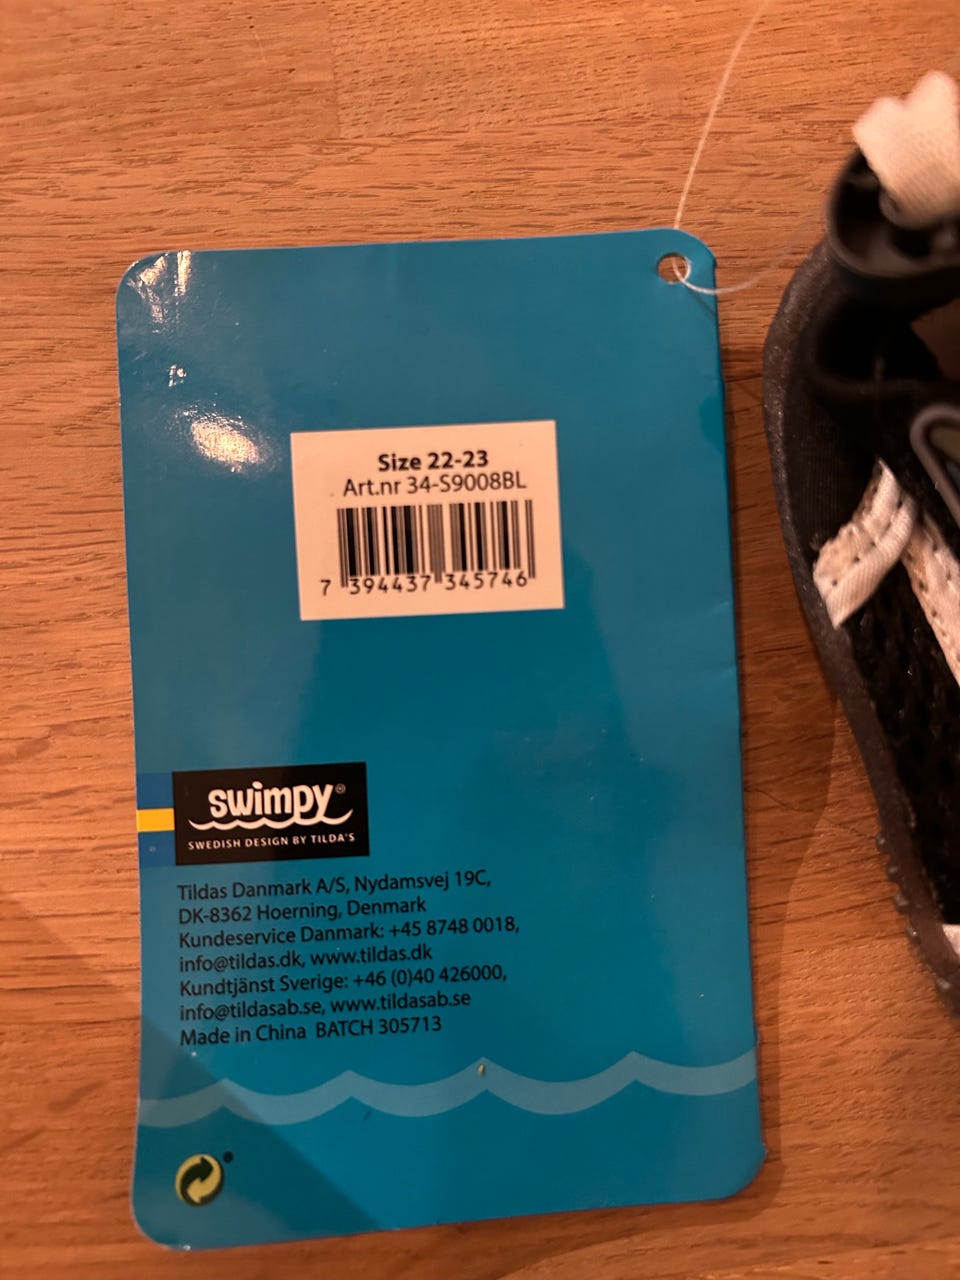 Size 22-23
Art.nr 34-S9008BL
7 394437 345746
swimpy®
SWEDISH DESIGN BY TILDA'S
Tildas Danmark A/S, Nydamsvej 19C,
DK-8362 Hoerning, Denmark
Kundeservice Danmark: +45 8748 0018,
info@tildas.dk, www.tildas.dk
Kundtjänst Sverige: +46 (0)40 426000,
info@tildasab.se, www.tildasab.se
Made in China BATCH 305713